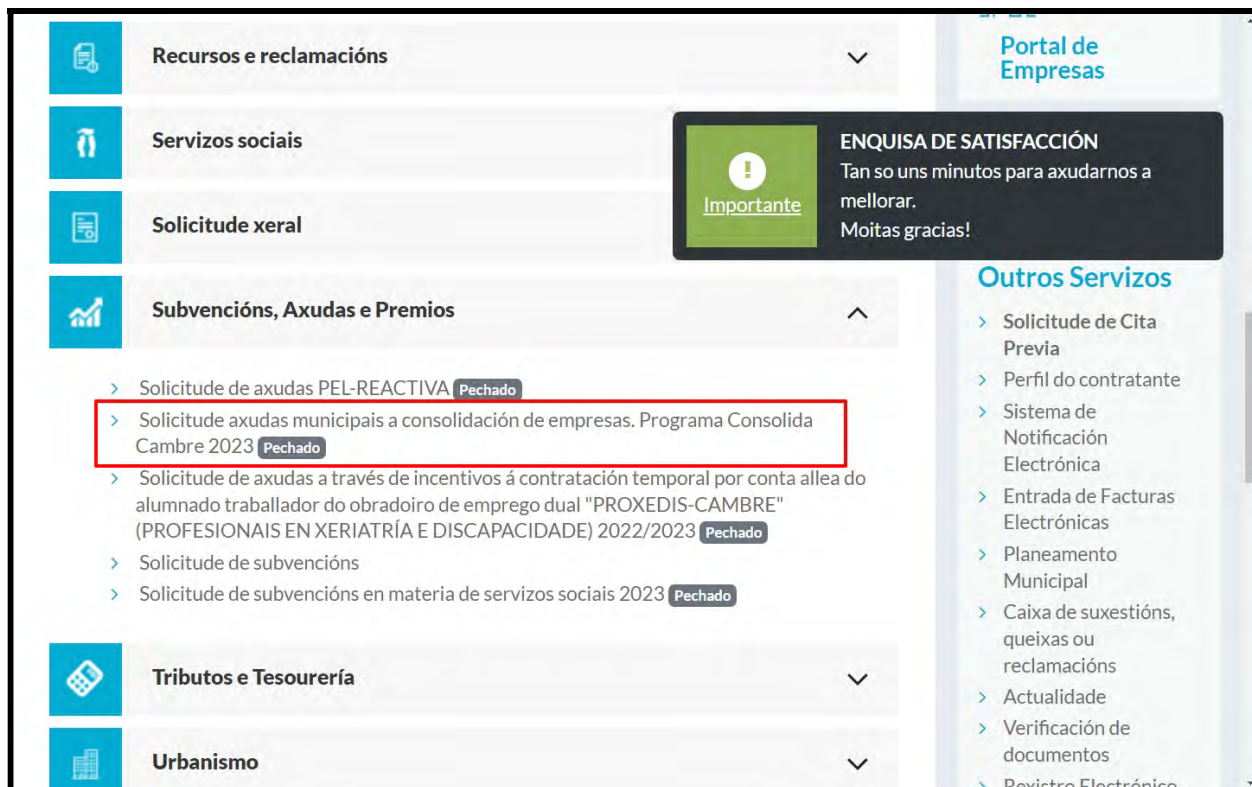 Recursos e reclamacións
Servizos sociais
Solicitude xeral
Subvencións, Axudas e Premios
Solicitude de axudas PEL-REACTIVA Pechado
Solicitude axudas municipais a consolidación de empresas. Programa Consolida
Cambre 2023 Pechado
Solicitude de axudas a través de incentivos á contratación temporal por conta allea do
alumnado traballador do obradoiro de emprego dual "PROXEDIS-CAMBRE"
(PROFESIONAIS EN XERIATRÍA E DISCAPACIDADE) 2022/2023 Pechado
Solicitude de subvencións
Solicitude de subvencións en materia de servizos sociais 2023 Pechado
Tributos e Tesourería
Urbanismo
Portal de
Empresas
Importante
ENQUISA DE SATISFACCIÓN
Tan so uns minutos para axudarnos a
mellorar.
Moitas gracias!
Outros Servizos
Solicitude de Cita
Previa
Perfil do contratante
Sistema de
Notificación
Electrónica
Entrada de Facturas
Electrónicas
Planeamento
Municipal
Caixa de suxestións,
queixas ou
reclamacións
Actualidade
Verificación de
documentos
Rexistro Electrónico